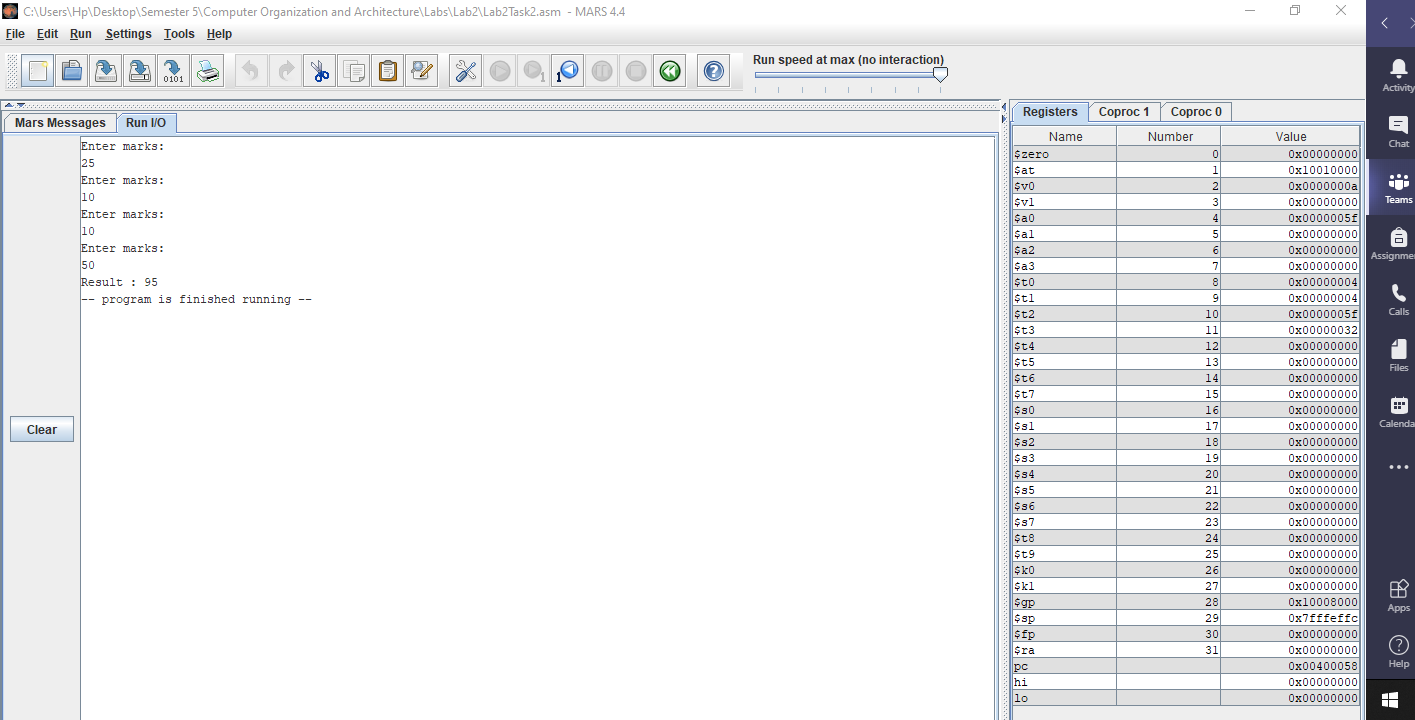 C:\Users\Hp\Desktop\Semester 5\Computer Organization and Architecture\Labs\Lab2\Lab2Task2.asm - MARS 4.4
File Edit Run Settings Tools Help
Run speed at max (no interaction)
Mars Messages Run I/O
Enter marks:
25
Enter marks:
10
Enter marks:
10
Enter marks:
50
Result : 95
-- program is finished running --
Clear
Registers Coproc 1 Coproc 0
Name Number Value
$zero 0 0x00000000
$at 1 0x10010000
$v0 2 0x0000000a
$v1 3 0x00000000
$a0 4 0x0000005f
$a1 5 0x00000000
$a2 6 0x00000000
$a3 7 0x00000000
$t0 8 0x00000004
$t1 9 0x00000004
$t2 10 0x0000005f
$t3 11 0x00000032
$t4 12 0x00000000
$t5 13 0x00000000
$t6 14 0x00000000
$t7 15 0x00000000
$s0 16 0x00000000
$s1 17 0x00000000
$s2 18 0x00000000
$s3 19 0x00000000
$s4 20 0x00000000
$s5 21 0x00000000
$s6 22 0x00000000
$s7 23 0x00000000
$t8 24 0x00000000
$t9 25 0x00000000
$k0 26 0x00000000
$k1 27 0x00000000
$gp 28 0x10008000
$sp 29 0x7fffeffc
$fp 30 0x00000000
$ra 31 0x00000000
pc 0x00400058
hi 0x00000000
lo 0x00000000
Activity
Chat
Teams
Assignme
Calls
Files
Calenda
Apps
Help